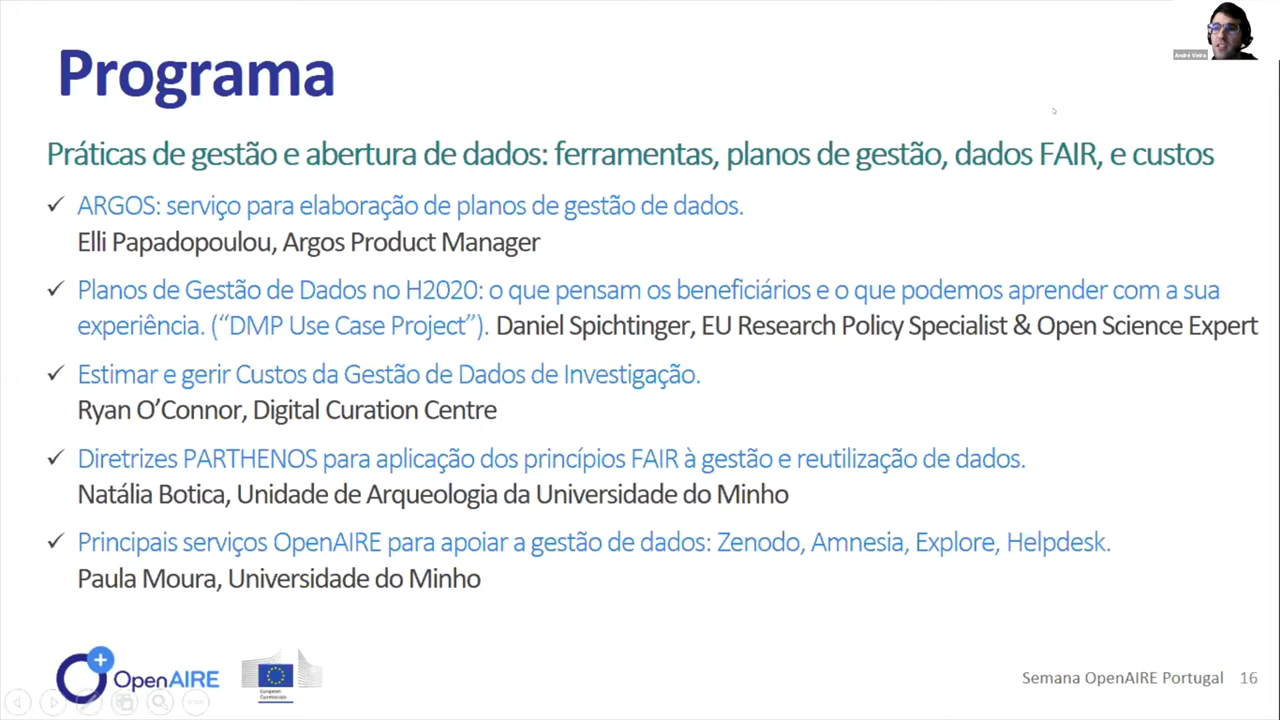 Programa
André Vieira
Práticas de gestão e abertura de dados: ferramentas, planos de gestão, dados FAIR, e custos
✓ ARGOS: serviço para elaboração de planos de gestão de dados.
Elli Papadopoulou, Argos Product Manager
✓ Planos de Gestão de Dados no H2020: o que pensam os beneficiários e o que podemos aprender com a sua
experiência. (“DMP Use Case Project”). Daniel Spichtinger, EU Research Policy Specialist & Open Science Expert
✓ Estimar e gerir Custos da Gestão de Dados de Investigação.
Ryan O’Connor, Digital Curation Centre
✓ Diretrizes PARTHENOS para aplicação dos princípios FAIR à gestão e reutilização de dados.
Natália Botica, Unidade de Arqueologia da Universidade do Minho
✓ Principais serviços OpenAIRE para apoiar a gestão de dados: Zenodo, Amnesia, Explore, Helpdesk.
Paula Moura, Universidade do Minho
OpenAIRE
European
Commission
Semana OpenAIRE Portugal 16